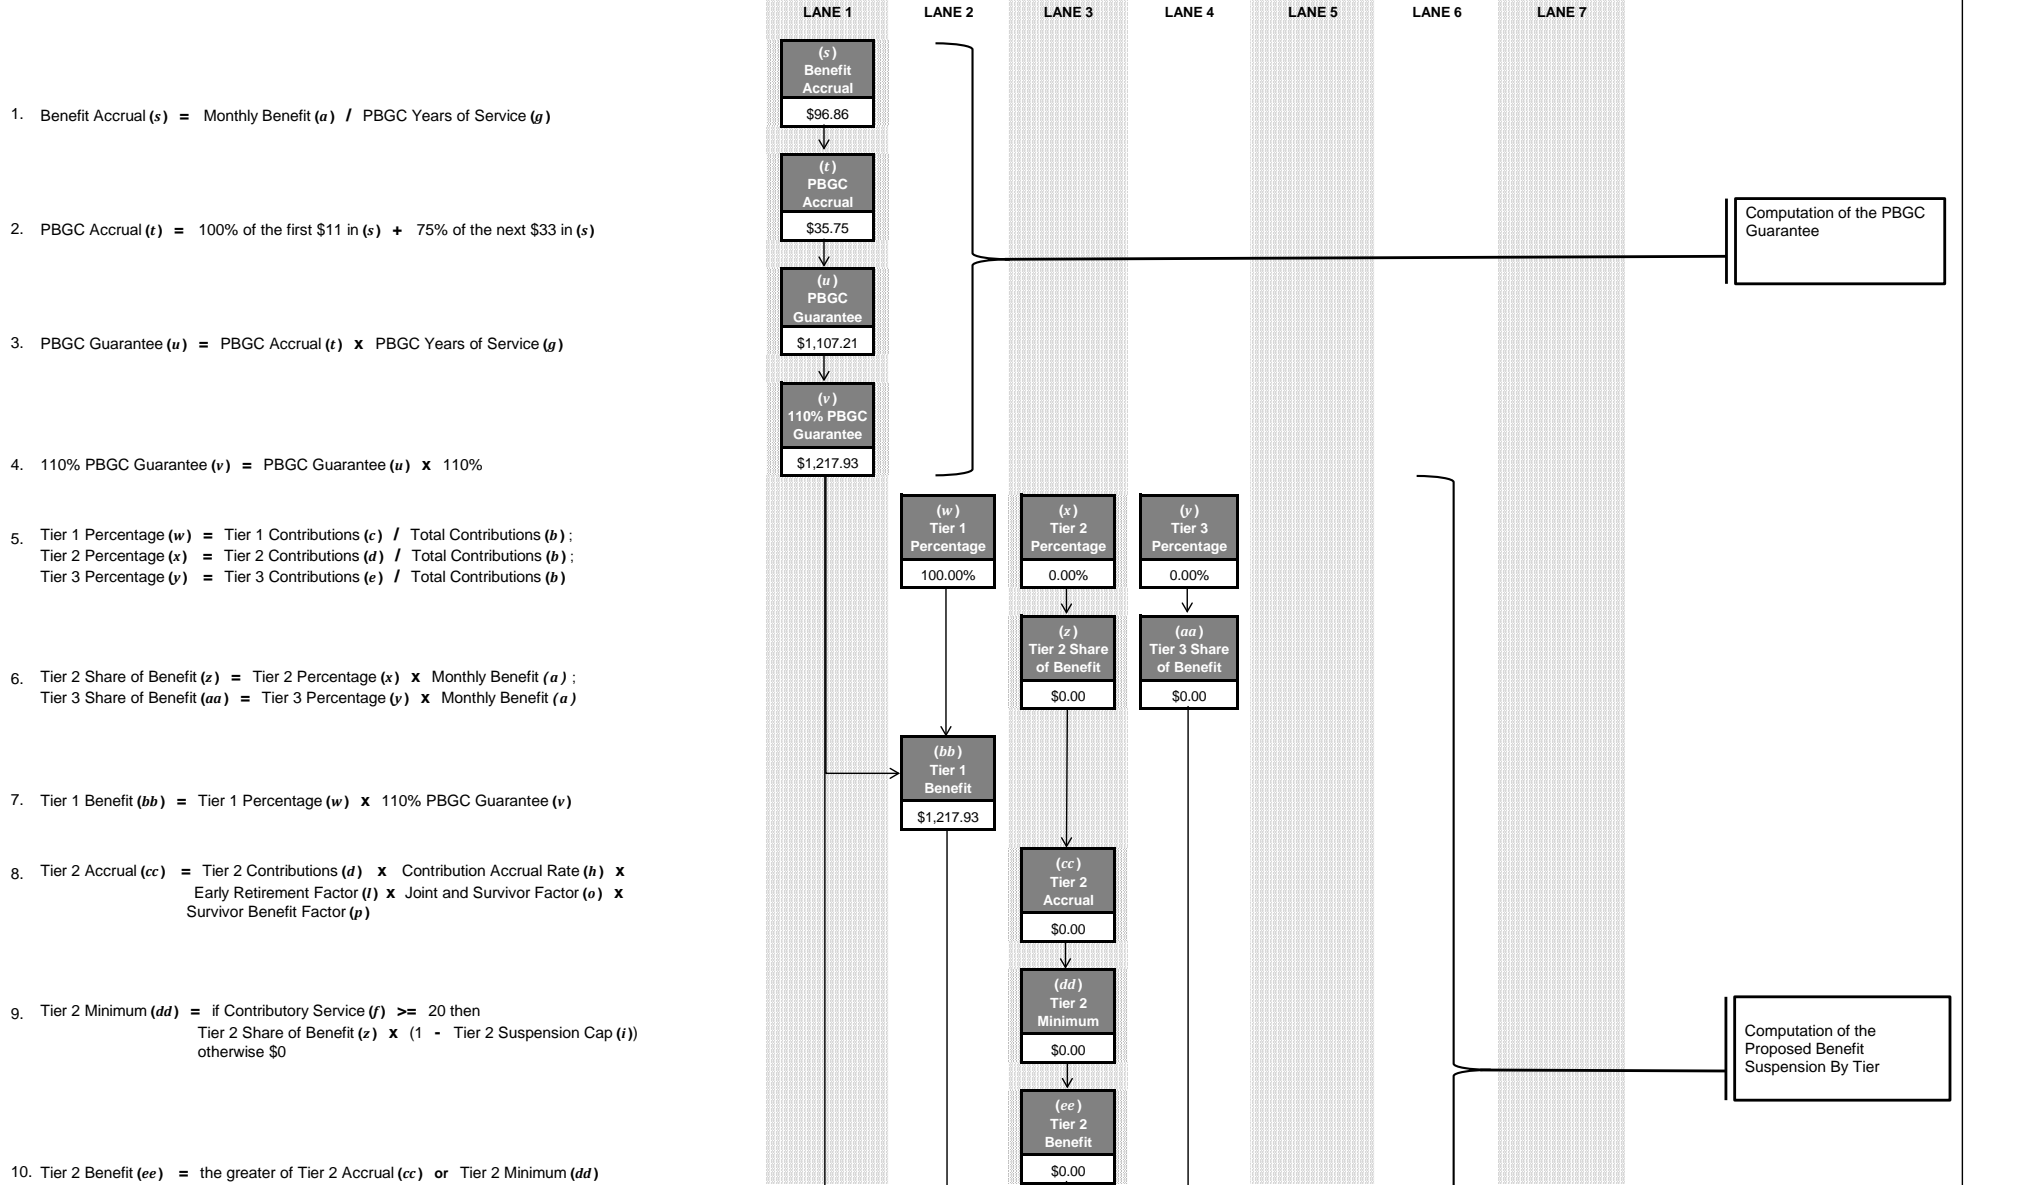 LANE 1 LANE 2 LANE 3 LANE 4 LANE 5 LANE 6 LANE 7
(s)
Benefit
Accrual
1. Benefit Accrual (s) = Monthly Benefit (a) / PBGC Years of Service (g)
$96.86
(t)
PBGC
Accrual
2. PBGC Accrual (t) = 100% of the first $11 in (s) + 75% of the next $33 in (s)
$35.75
Computation of the PBGC
Guarantee
(u)
PBGC
Guarantee
3. PBGC Guarantee (u) = PBGC Accrual (t) x PBGC Years of Service (g)
$1,107.21
(v)
110% PBGC
Guarantee
4. 110% PBGC Guarantee (v) = PBGC Guarantee (u) x 110%
$1,217.93
5. Tier 1 Percentage (w) = Tier 1 Contributions (c) / Total Contributions (b) ;
Tier 2 Percentage (x) = Tier 2 Contributions (d) / Total Contributions (b) ;
Tier 3 Percentage (y) = Tier 3 Contributions (e) / Total Contributions (b)
(w)
Tier 1
Percentage
100.00%
(x)
Tier 2
Percentage
0.00%
(y)
Tier 3
Percentage
0.00%
6. Tier 2 Share of Benefit (z) = Tier 2 Percentage (x) x Monthly Benefit (a) ;
Tier 3 Share of Benefit (aa) = Tier 3 Percentage (y) x Monthly Benefit (a)
(z)
Tier 2 Share
of Benefit
$0.00
(aa)
Tier 3 Share
of Benefit
$0.00
7. Tier 1 Benefit (bb) = Tier 1 Percentage (w) x 110% PBGC Guarantee (v)
(bb)
Tier 1
Benefit
$1,217.93
8. Tier 2 Accrual (cc) = Tier 2 Contributions (d) x Contribution Accrual Rate (h) x
Early Retirement Factor (l) x Joint and Survivor Factor (o) x
Survivor Benefit Factor (p)
(cc)
Tier 2
Accrual
$0.00
9. Tier 2 Minimum (dd) = if Contributory Service (f) >= 20 then
Tier 2 Share of Benefit (z) x (1 - Tier 2 Suspension Cap (i))
otherwise $0
(dd)
Tier 2
Minimum
$0.00
Computation of the
Proposed Benefit
Suspension By Tier
(ee)
Tier 2
Benefit
10. Tier 2 Benefit (ee) = the greater of Tier 2 Accrual (cc) or Tier 2 Minimum (dd)
$0.00